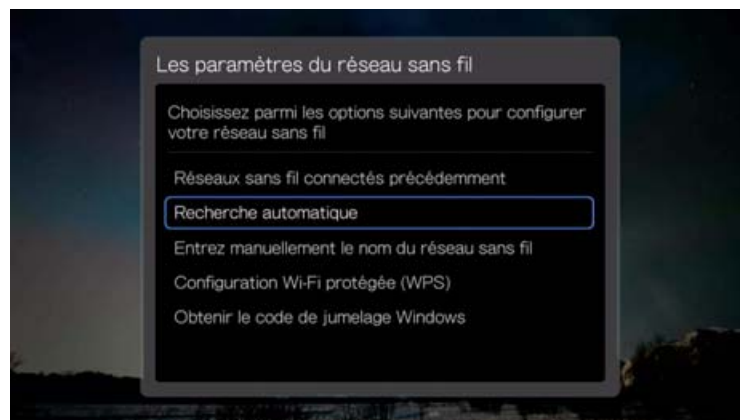 Les paramètres du réseau sans fil
Choisissez parmi les options suivantes pour configurer
votre réseau sans fil
Réseaux sans fil connectés précédemment
Recherche automatique
Entrez manuellement le nom du réseau sans fil
Configuration Wi-Fi protégée (WPS)
Obtenir le code de jumelage Windows